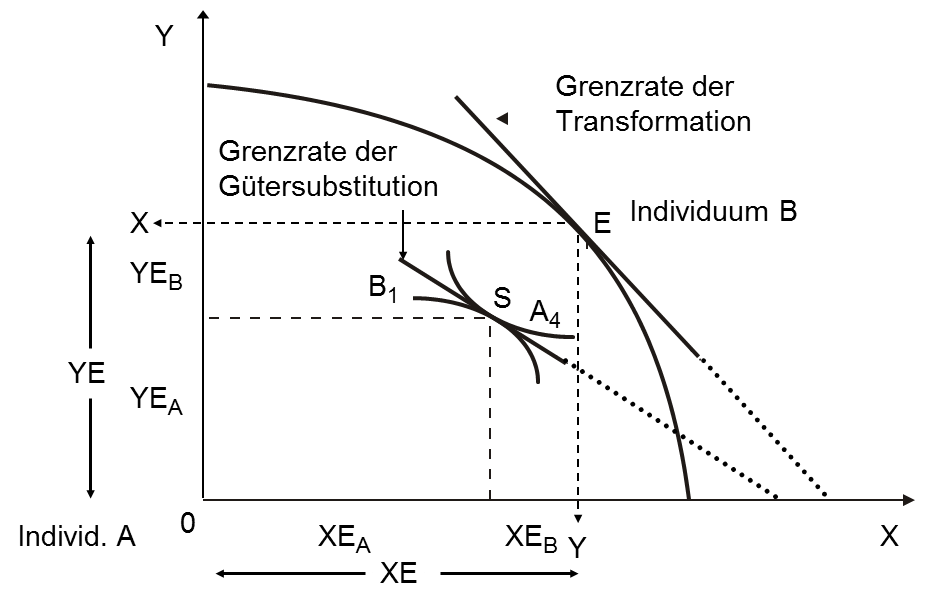 Y
Grenzrate der
Transformation
Grenzrate der
Gütersubstitution
Individuum B
X
E
YE_B
B_1
S
A_4
YE
YE_A
0
Individ. A
XE_A
XE_B
Y
X
XE